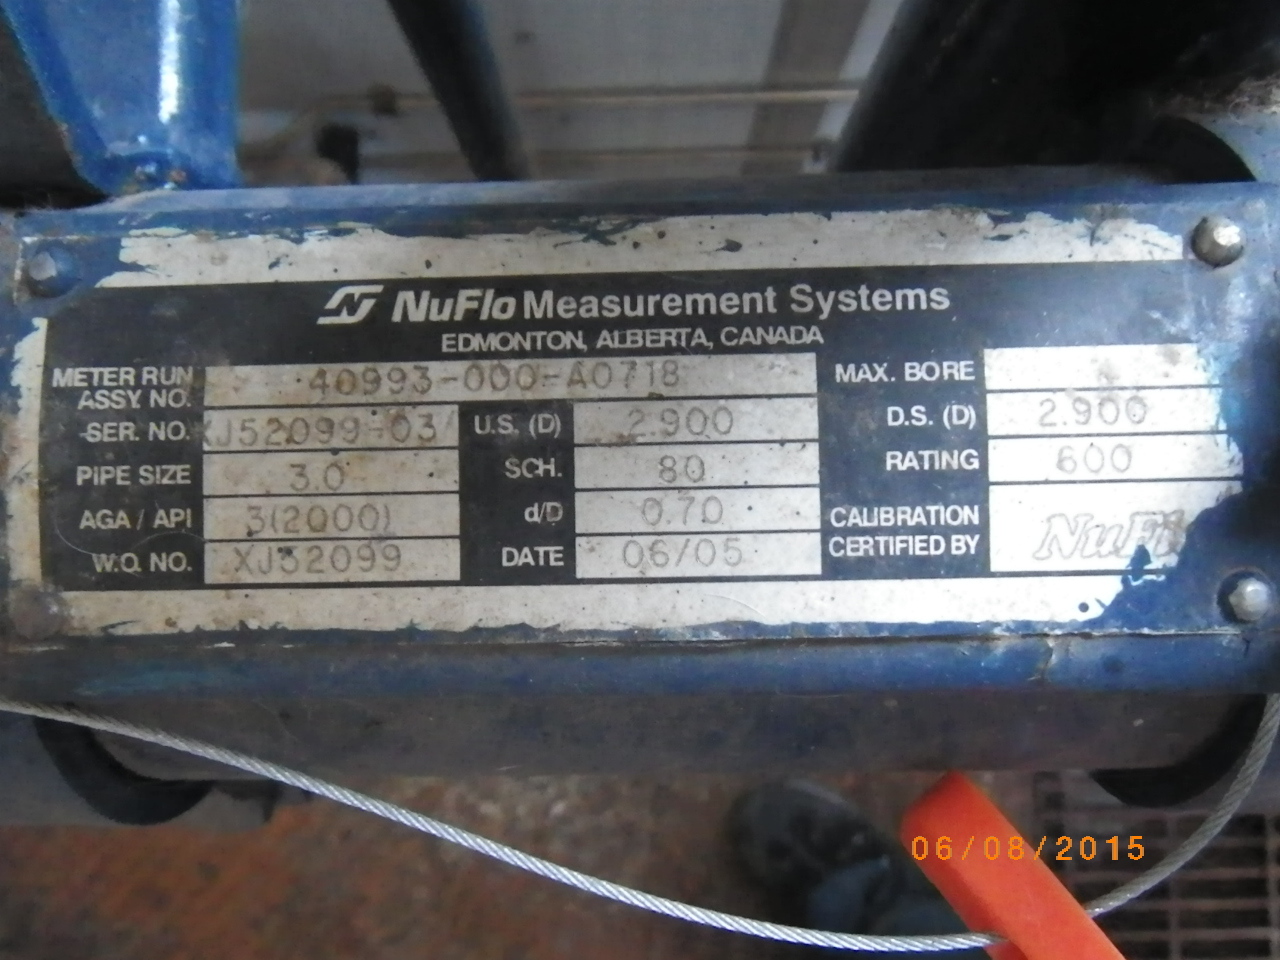 NuFlo Measurement Systems
EDMONTON, ALBERTA, CANADA
METER RUN ASSY. NO. 40993-000-A0718 MAX. BORE
SER. NO. XJ52099-03 U.S. (D) 2.900 D.S. (D) 2.900
PIPE SIZE 3.0 SCH. 80 RATING 600
AGA / API 3(2000) d/D 0.70 CALIBRATION CERTIFIED BY NuFlo
W.O. NO. XJ52099 DATE 06/05
06/08/2015